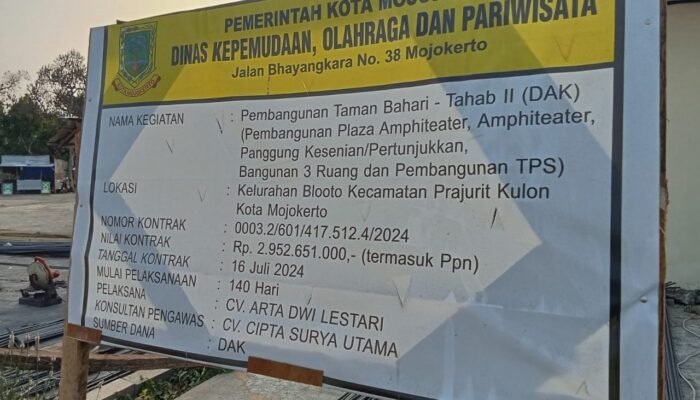 PEMERINTAH KOTA
DINAS KEPEMUDAAN, OLAHRAGA DAN PARIWISATA
Jalan Bhayangkara No. 38 Mojokerto
NAMA KEGIATAN : Pembangunan Taman Bahari - Tahab II (DAK)
(Pembangunan Plaza Amphiteater, Amphiteater,
Panggung Kesenian/Pertunjukkan,
Bangunan 3 Ruang dan Pembangunan TPS)
LOKASI : Kelurahan Blooto Kecamatan Prajurit Kulon
Kota Mojokerto
NOMOR KONTRAK : 0003.2/601/417.512.4/2024
NILAI KONTRAK : Rp. 2.952.651.000,- (termasuk Ppn)
TANGGAL KONTRAK : 16 Juli 2024
MULAI PELAKSANAAN : 140 Hari
PELAKSANA : CV. ARTA DWI LESTARI
KONSULTAN PENGAWAS : CV. CIPTA SURYA UTAMA
SUMBER DANA : DAK